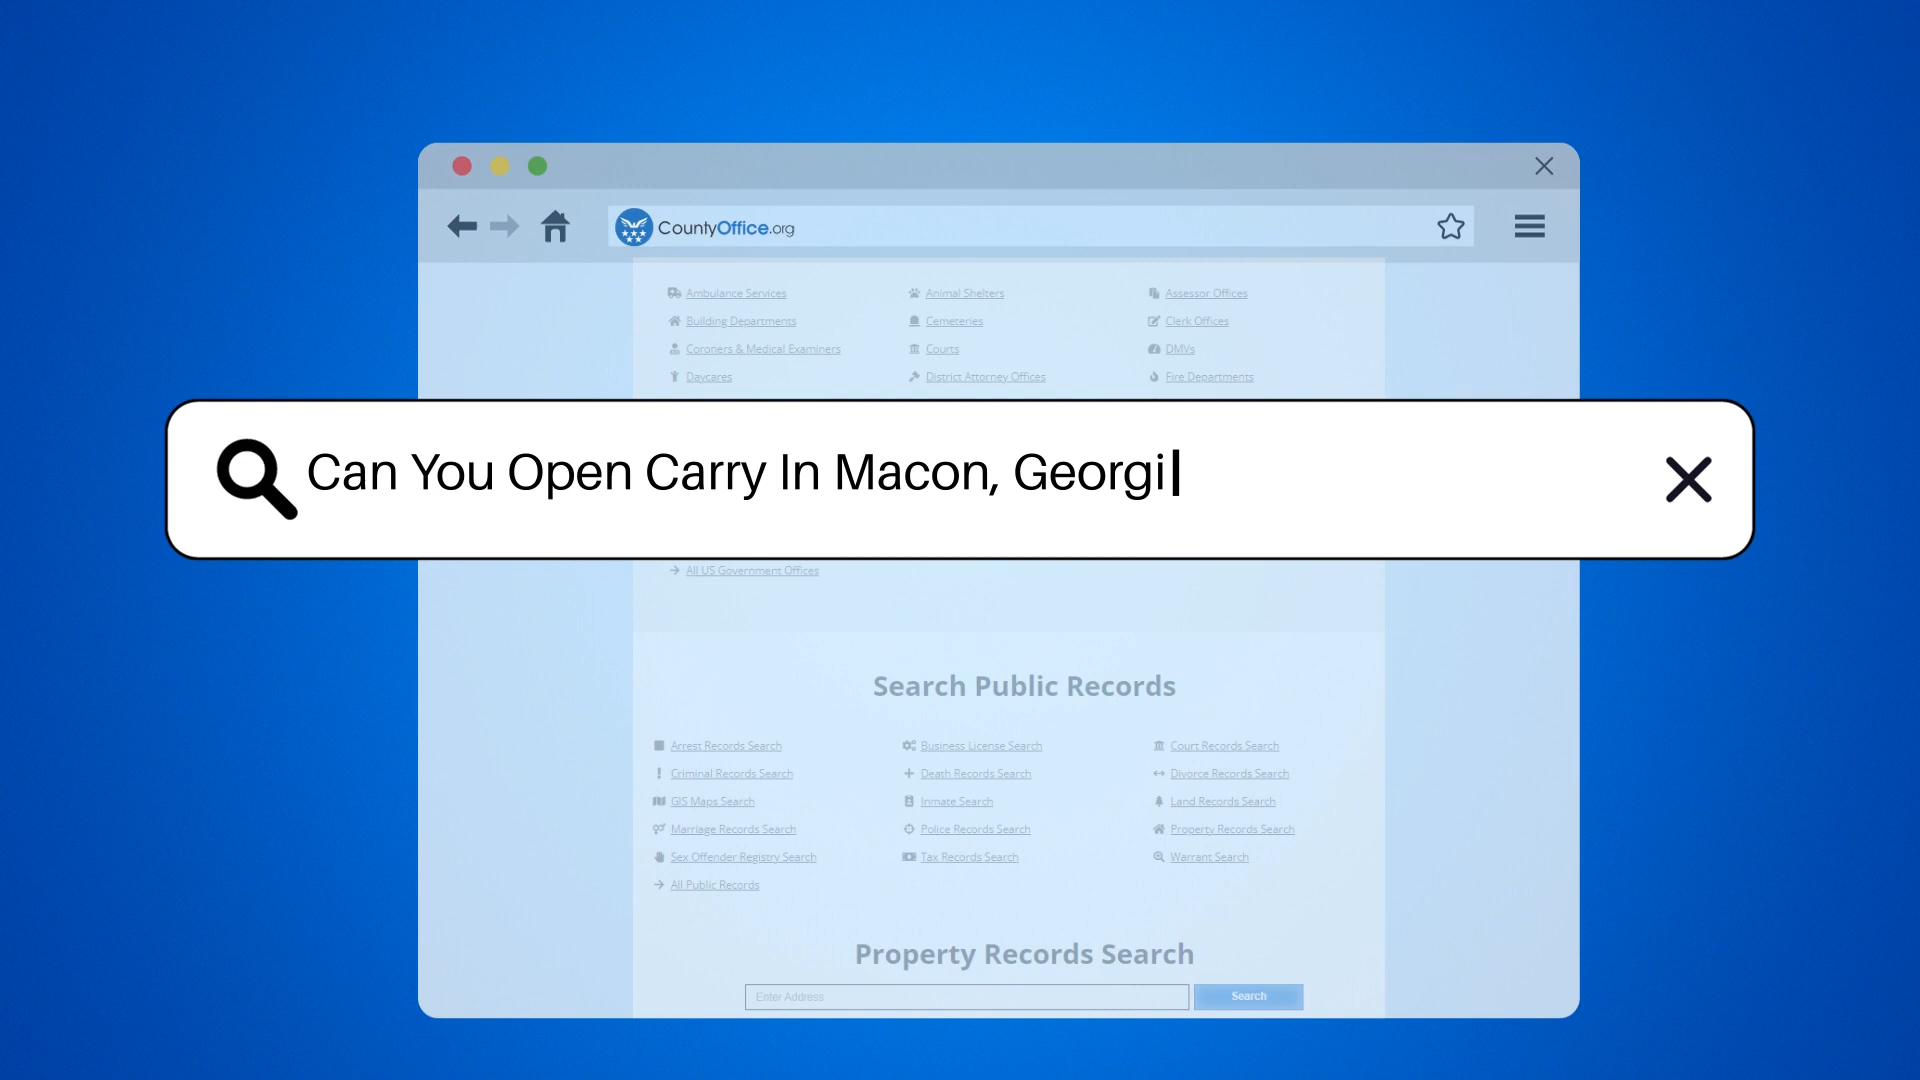 CountyOffice.org
Ambulance Services Animal Shelters Assessor Offices
Building Departments Cemeteries Clerk Offices
Coroners & Medical Examiners Courts DMVs
Daycares District Attorney Offices Fire Departments
Can You Open Carry In Macon, Georgi
All US Government Offices
Search Public Records
Arrest Records Search Business License Search Court Records Search
Criminal Records Search Death Records Search Divorce Records Search
GIS Maps Search Inmate Search Land Records Search
Marriage Records Search Police Records Search Property Records Search
Sex Offender Registry Search Tax Records Search Warrant Search
All Public Records
Property Records Search
Enter Address Search